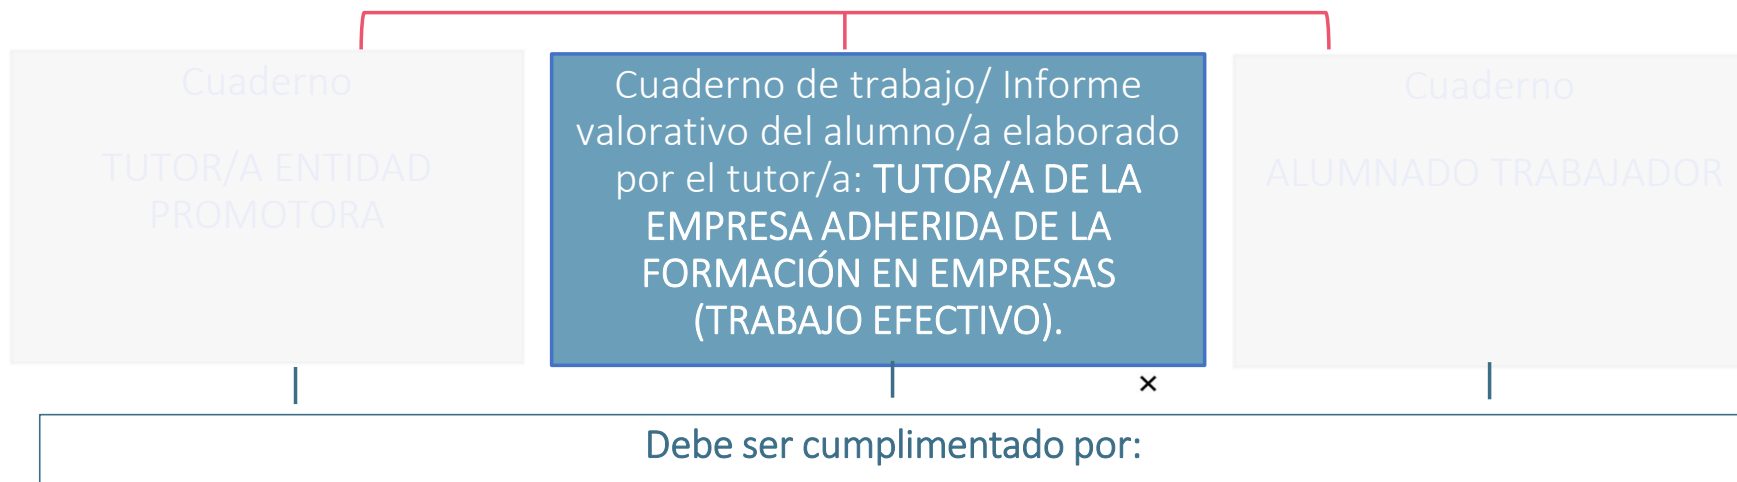 Cuaderno
TUTOR/A ENTIDAD
PROMOTORA
Cuaderno de trabajo/ Informe
valorativo del alumno/a elaborado
por el tutor/a: TUTOR/A DE LA
EMPRESA ADHERIDA DE LA
FORMACIÓN EN EMPRESAS
(TRABAJO EFECTIVO).
Cuaderno
ALUMNADO TRABAJADOR
Debe ser cumplimentado por: